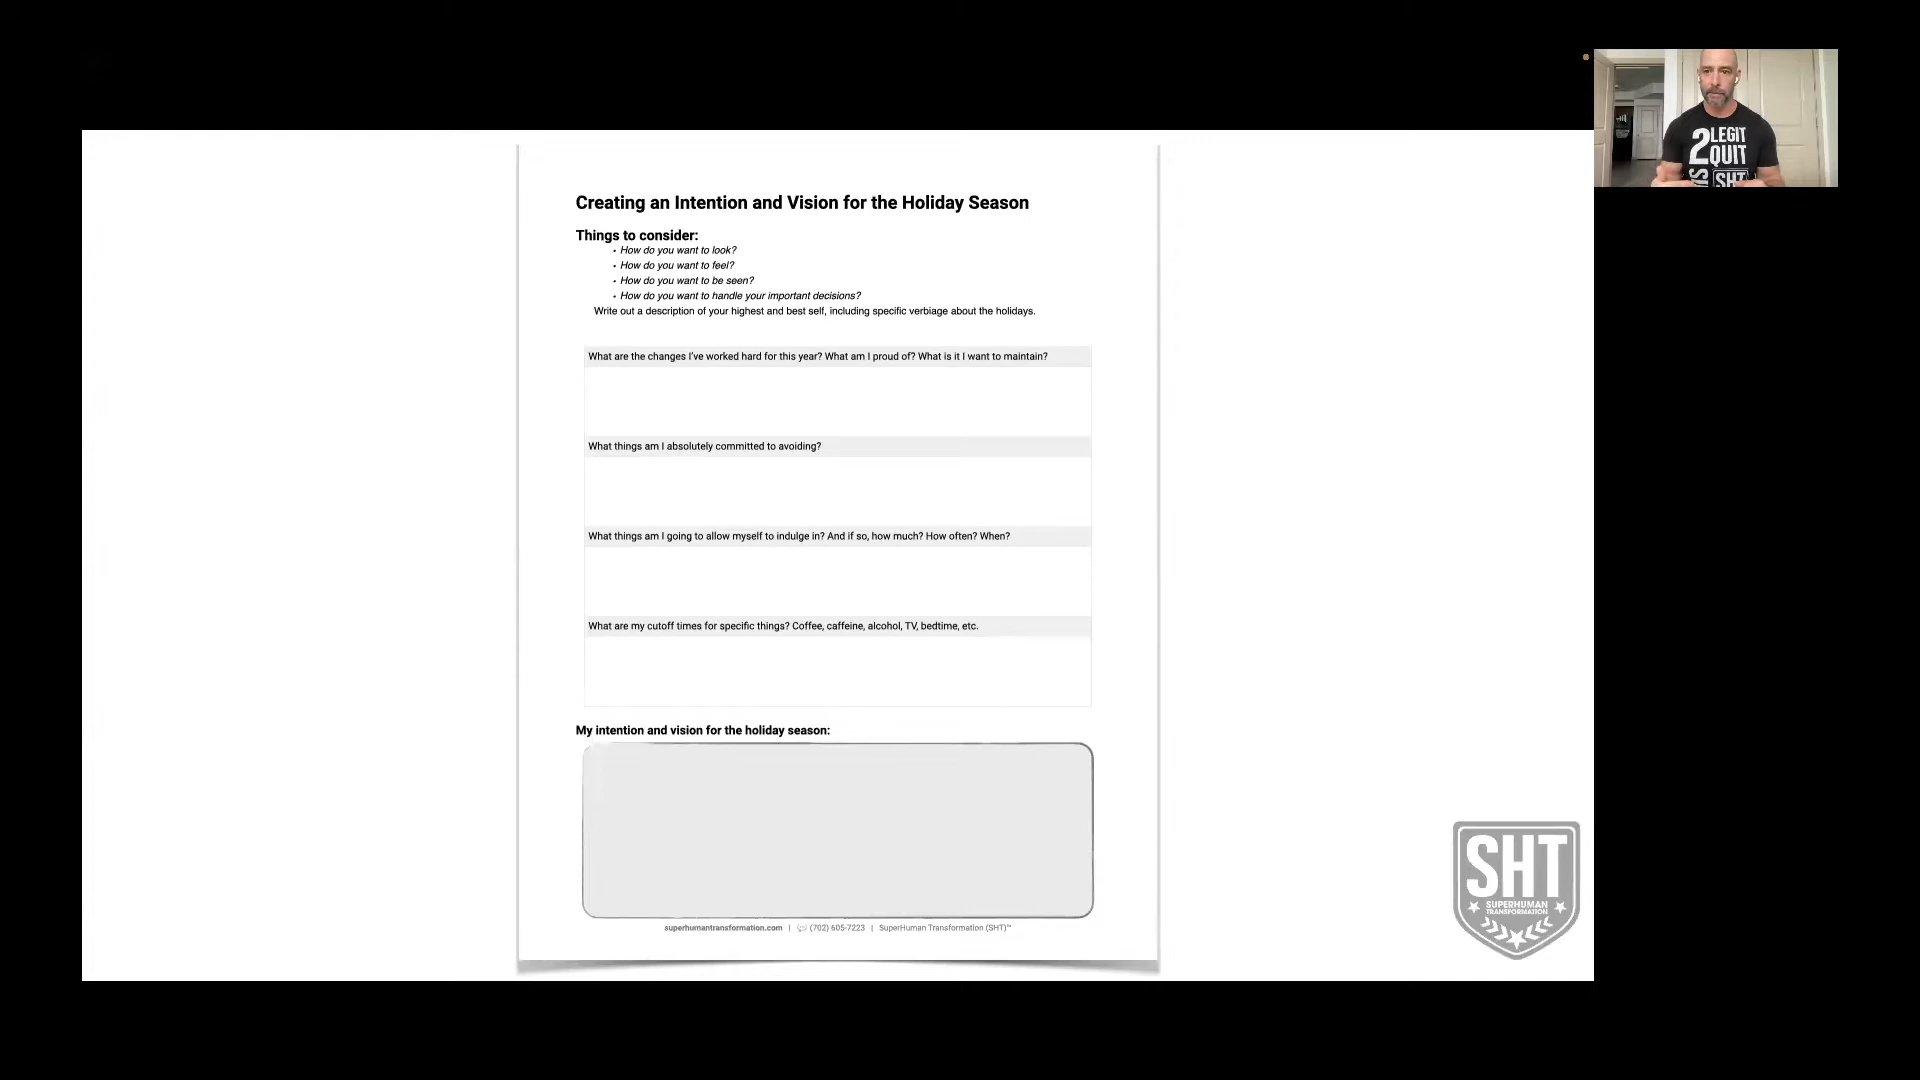 Creating an Intention and Vision for the Holiday Season
Things to consider:
• How do you want to look?
• How do you want to feel?
• How do you want to be seen?
• How do you want to handle your important decisions?
Write out a description of your highest and best self, including specific verbiage about the holidays.
What are the changes I've worked hard for this year? What am I proud of? What is it I want to maintain?
What things am I absolutely committed to avoiding?
What things am I going to allow myself to indulge in? And if so, how much? How often? When?
What are my cutoff times for specific things? Coffee, caffeine, alcohol, TV, bedtime, etc.
My intention and vision for the holiday season:
superhumantransformation.com | (702) 605-7223 | SuperHuman Transformation (SHT)™
2 LEGIT
QUIT
SHT
SHT
SUPERHUMAN
TRANSFORMATION